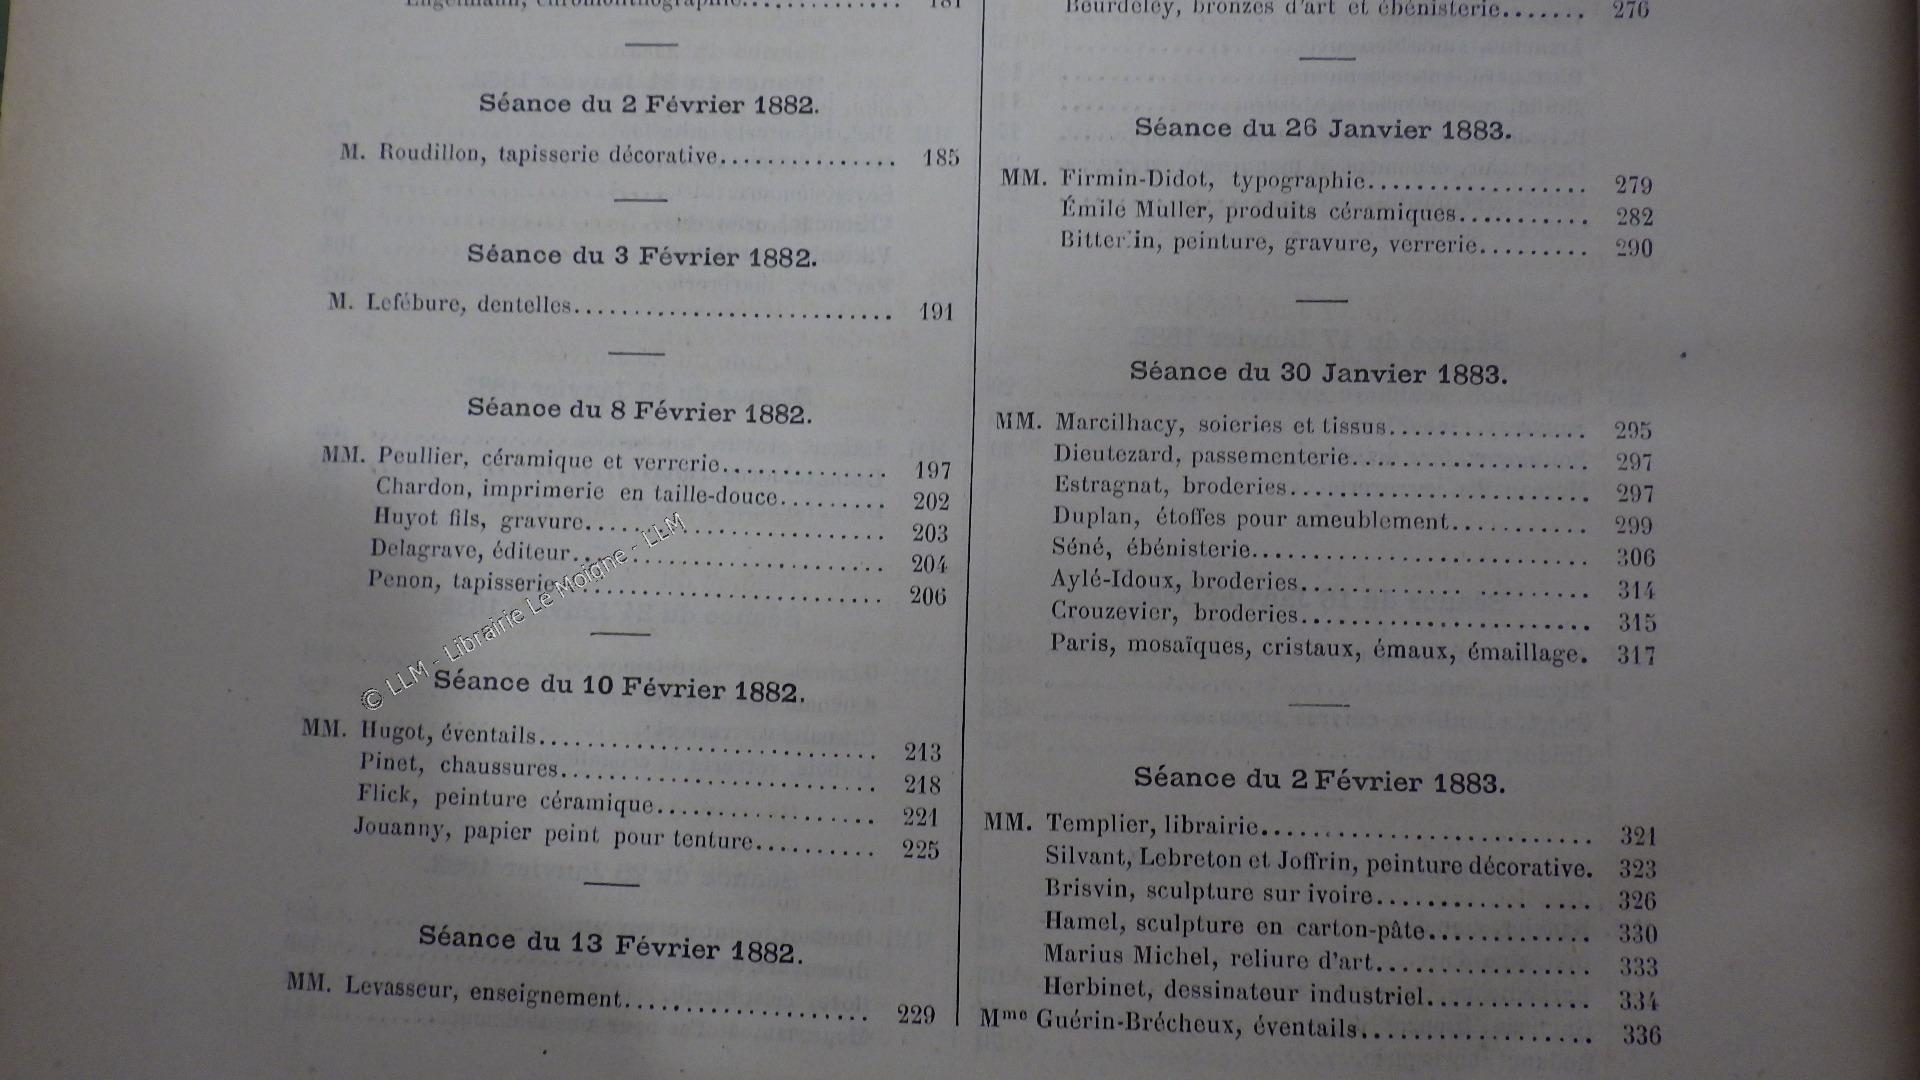 Engelmann, chromolithographie.............. 181
Séance du 2 Février 1882.
M. Roudillon, tapisserie décorative............... 185
Séance du 3 Février 1882.
M. Lefébure, dentelles........................... 191
Séance du 8 Février 1882.
MM. Peullier, céramique et verrerie.............. 197
Chardon, imprimerie en taille-douce......... 202
Huyot fils, gravure.......................... 203
Delagrave, éditeur........................... 204
Penon, tapisserie............................ 206
Séance du 10 Février 1882.
MM. Hugot, éventails............................. 213
Pinet, chaussures........................... 218
Flick, peinture céramique................... 221
Jouanny, papier peint pour tenture.......... 225
Séance du 13 Février 1882.
MM. Levasseur, enseignement..................... 229
Beurdeley, bronzes d'art et ébénisterie....... 276
Séance du 26 Janvier 1883.
MM. Firmin-Didot, typographie................... 279
Émile Muller, produits céramiques........... 282
Bitterlin, peinture, gravure, verrerie......... 290
Séance du 30 Janvier 1883.
MM. Marcilhacy, soieries et tissus................. 295
Dieutezard, passementerie.................... 297
Estragnat, broderies.......................... 297
Duplan, étoffes pour ameublement............ 299
Séné, ébénisterie............................. 306
Aylé-Idoux, broderies........... ......... 314
Crouzevier, broderies......................... 315
Paris, mosaïques, cristaux, émaux, émaillage. 317
Séance du 2 Février 1883.
MM. Templier, librairie............................ 321
Silvant, Lebreton et Joffrin, peinture décorative. 323
Brisvin, sculpture sur ivoire............. .... 326
Hamel, sculpture en carton-pâte.............. 330
Marius Michel, reliure d'art.................. 333
Herbinet, dessinateur industriel.............. 334
Mme Guérin-Brécheux, éventails.................... 336
© LLM - Librairie Le Moigne - LLM